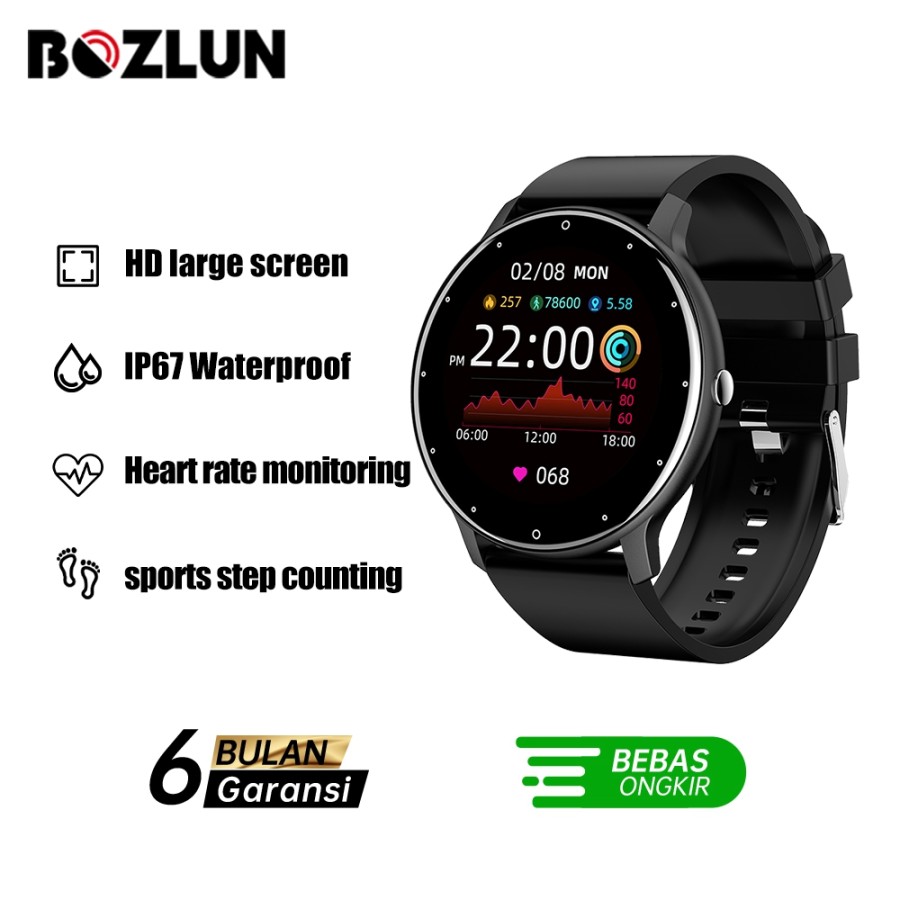 BOZLUN
HD large screen
IP67 Waterproof
Heart rate monitoring
sports step counting
02/08 MON
257 78600 5.58
PM 22:00
140
80
60
06:00 12:00 18:00
068
6 BULAN
Garansi
BEBAS
ONGKIR